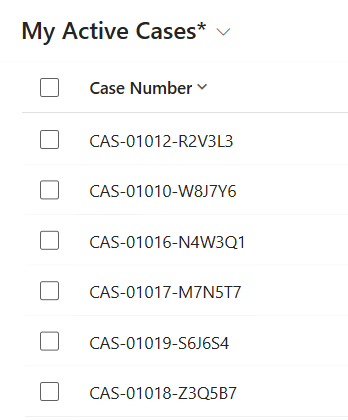 My Active Cases*
Case Number
CAS-01012-R2V3L3
CAS-01010-W8J7Y6
CAS-01016-N4W3Q1
CAS-01017-M7N5T7
CAS-01019-S6J6S4
CAS-01018-Z3Q5B7